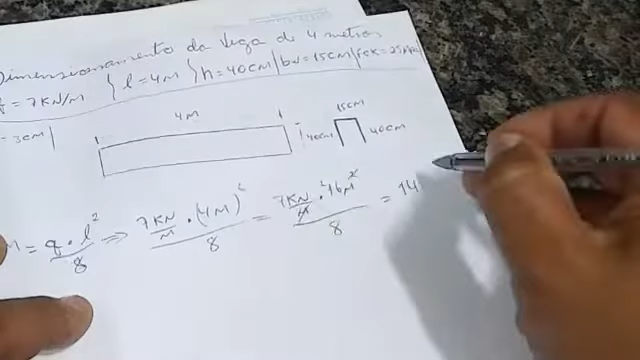 Dimensionamento da Viga de 4 metros
= 7KN/M { l=4M } h=40CM | bw=15CM | fck=25MPa
= 3CM |
4M 15CM
40CM 40CM
M = q . l² / 8 ⇒ 7KN/M . (4M)² / 8 = 7KN/M . 16M² / 8 = 14